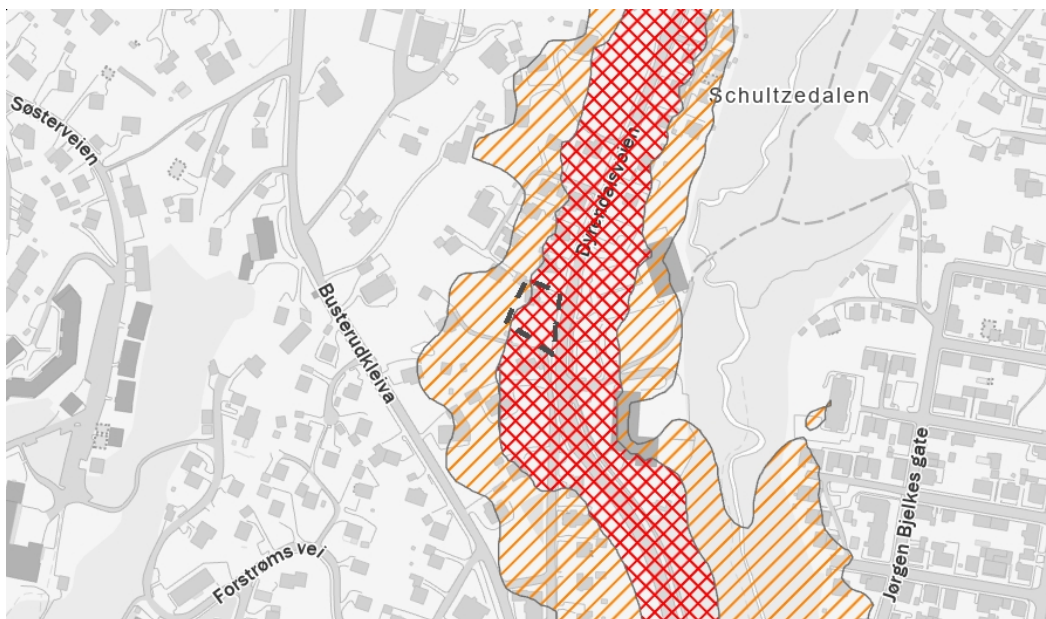 Schultzedalen
Søsterveien
Dyrendalsveien
Busterudkleiva
Jørgen Bjelkes gate
Forstrøms vei